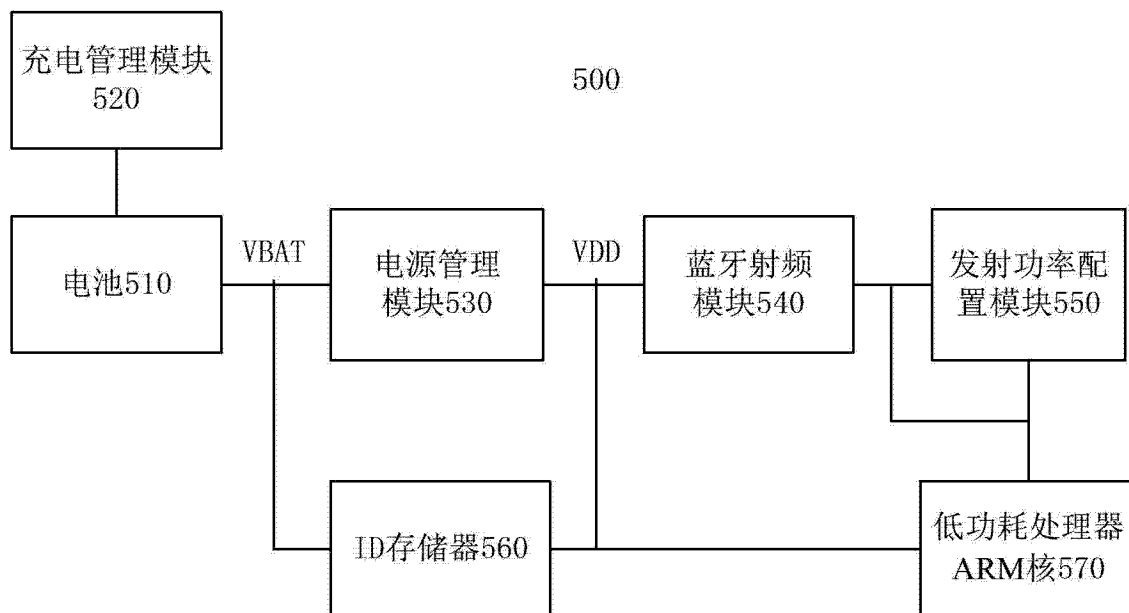 充电管理模块
520
500
电池510
VBAT
电源管理
模块530
VDD
蓝牙射频
模块540
发射功率配
置模块550
ID存储器560
低功耗处理器
ARM核570